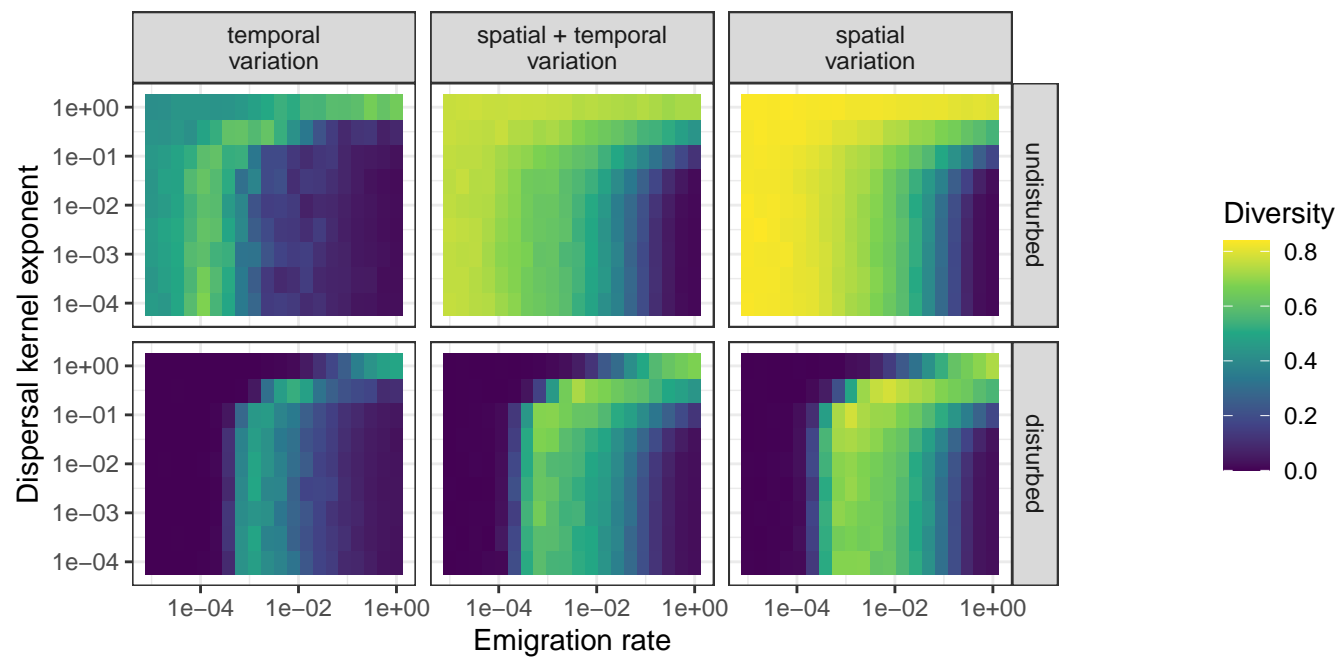 temporal
variation
spatial + temporal
variation
spatial
variation
1e+00
1e−01
1e−02
1e−03
1e−04
undisturbed
1e+00
1e−01
1e−02
1e−03
1e−04
disturbed
Dispersal kernel exponent
1e−04 1e−02 1e+00
1e−04 1e−02 1e+00
1e−04 1e−02 1e+00
Emigration rate
Diversity
0.8
0.6
0.4
0.2
0.0